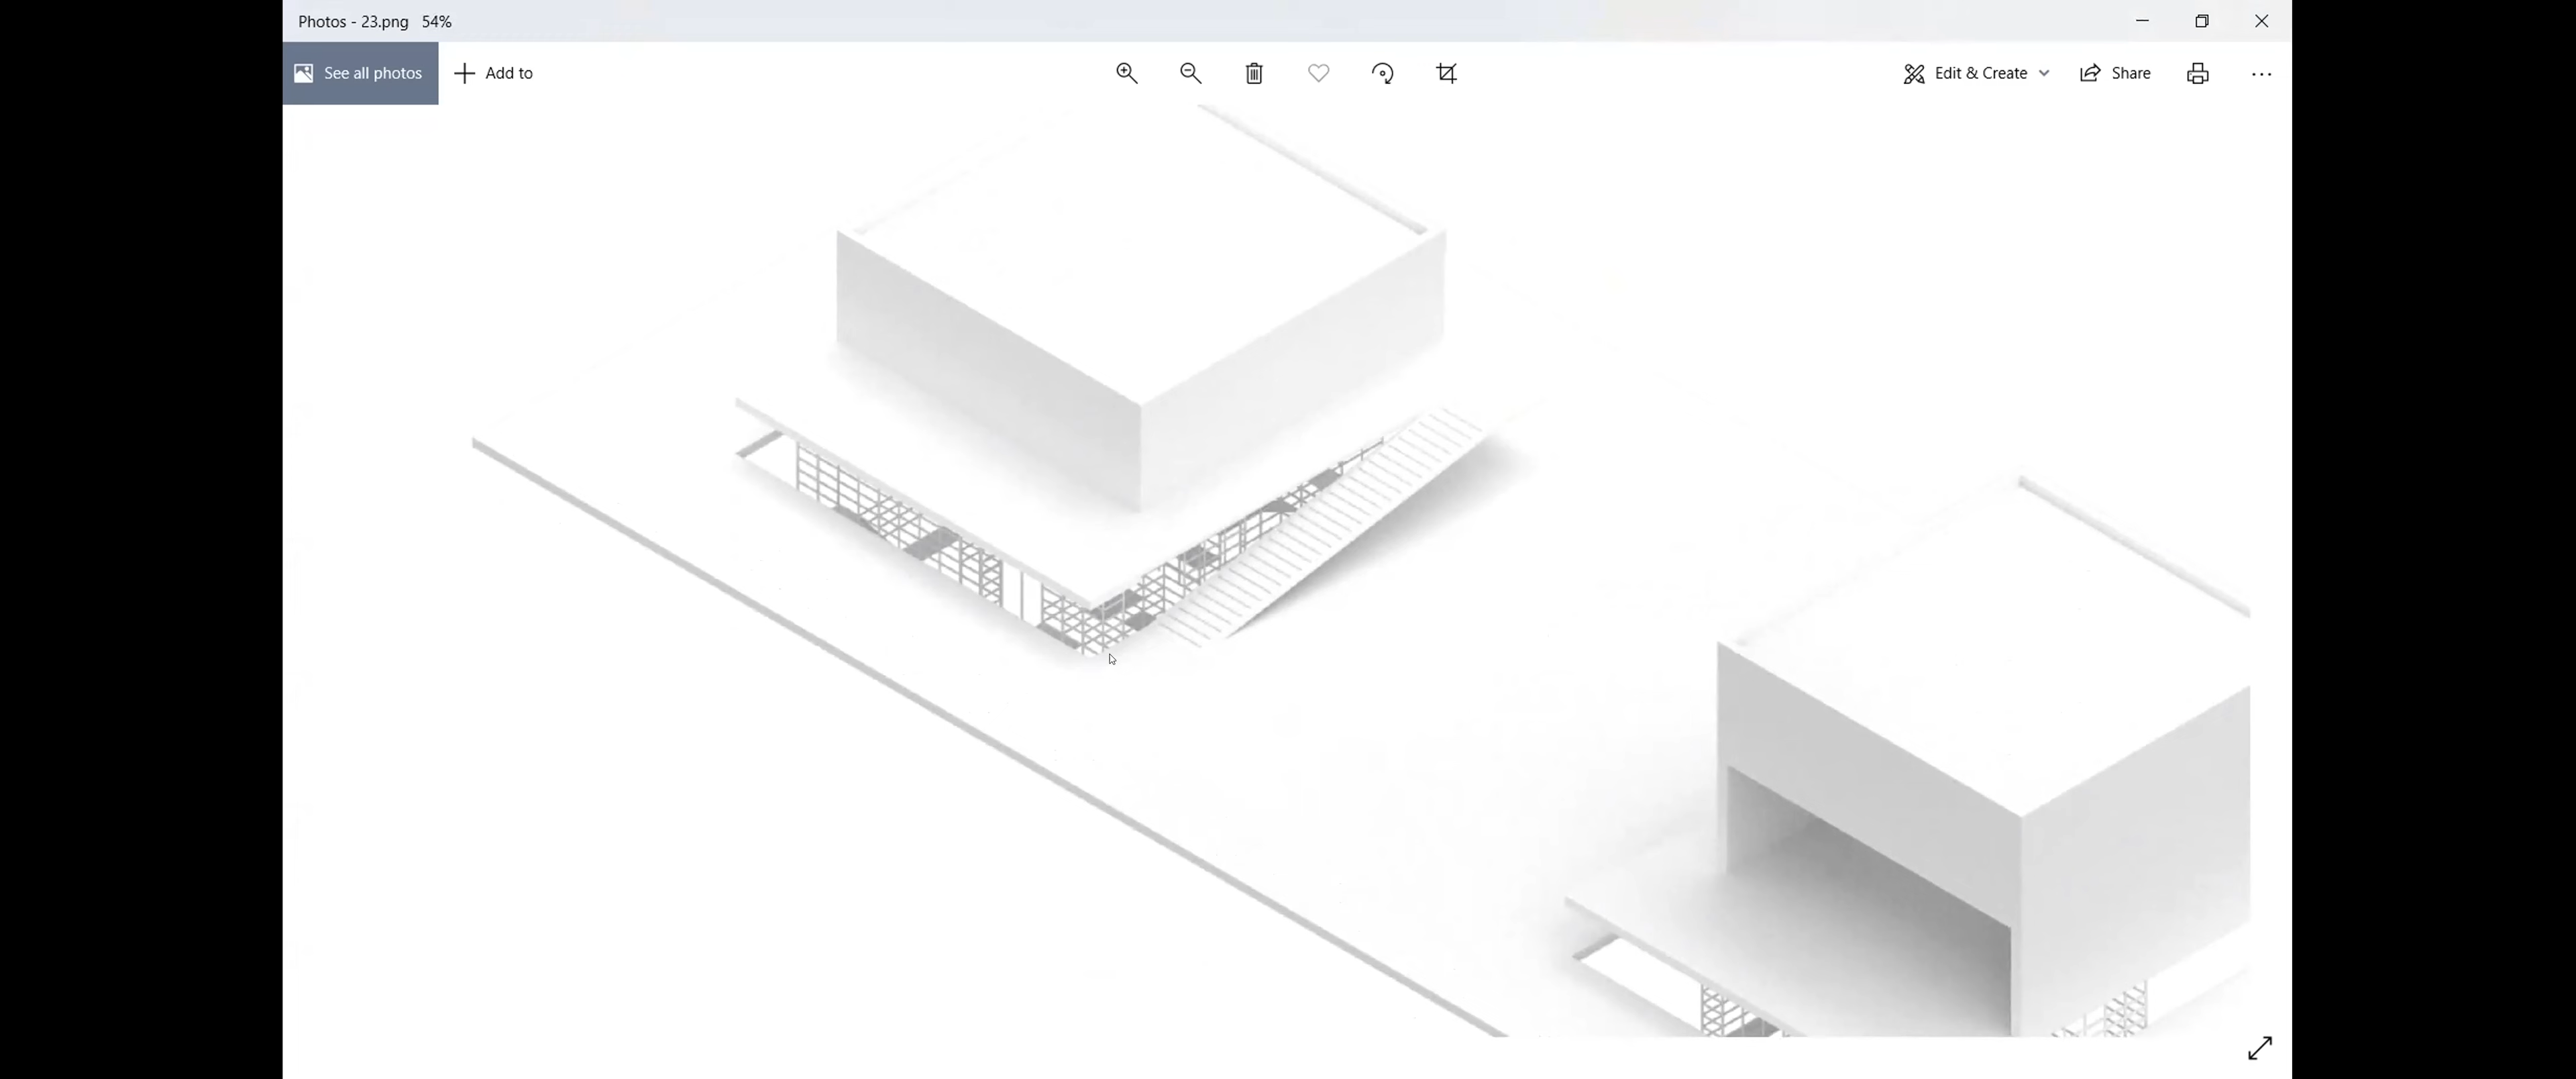 Photos - 23.png 54%
See all photos
Add to
Edit & Create
Share